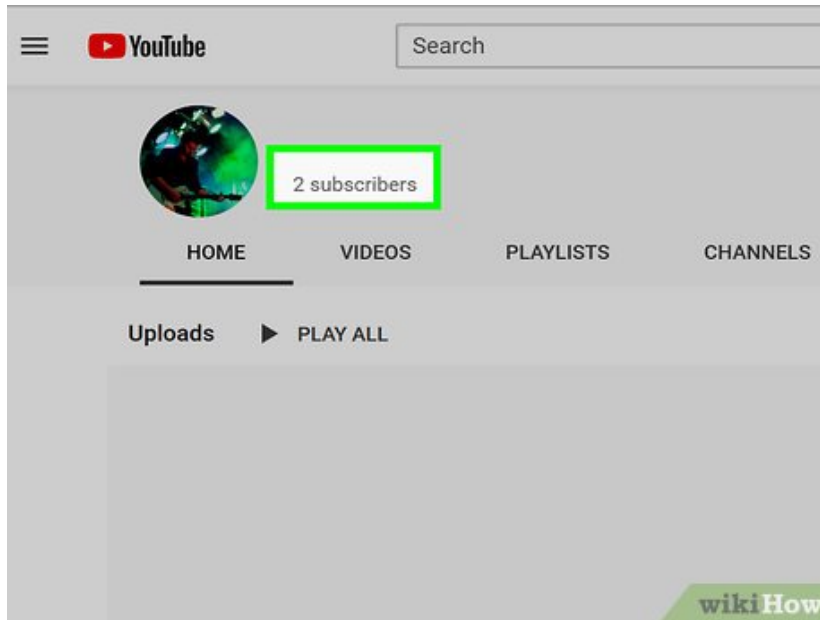 YouTube Search
2 subscribers
HOME VIDEOS PLAYLISTS CHANNELS
Uploads PLAY ALL
wikiHow